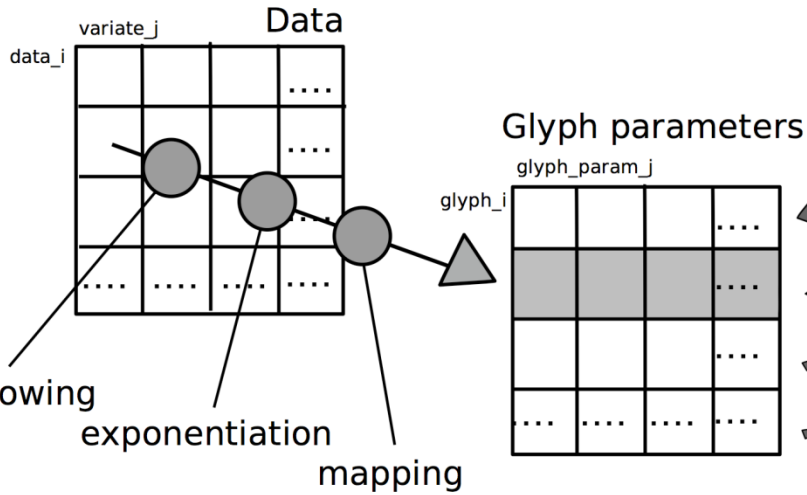 variate_j
Data
data_i
....
....
....
.... .... .... ....
Glyph parameters
glyph_param_j
glyph_i
....
....
....
.... .... .... ....
owing
exponentiation
mapping